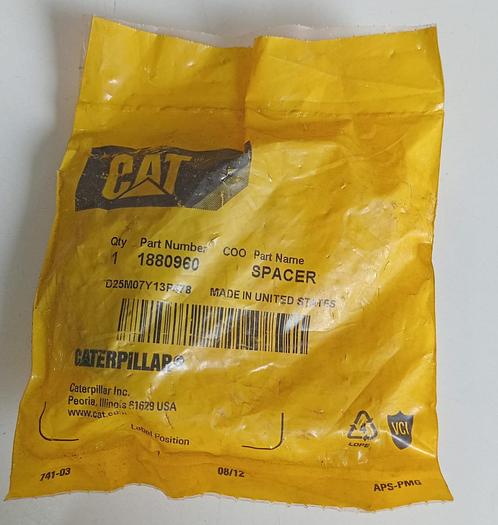 CAT
Qty Part Number COO Part Name
1 1880960 SPACER
MADE IN UNITED STATES
CATERPILLAR®
Caterpillar Inc.
Peoria, Illinois 61629 USA
www.cat.com
Label Position
4
LDPE
VCI
741-03 08/12 APS-PMG